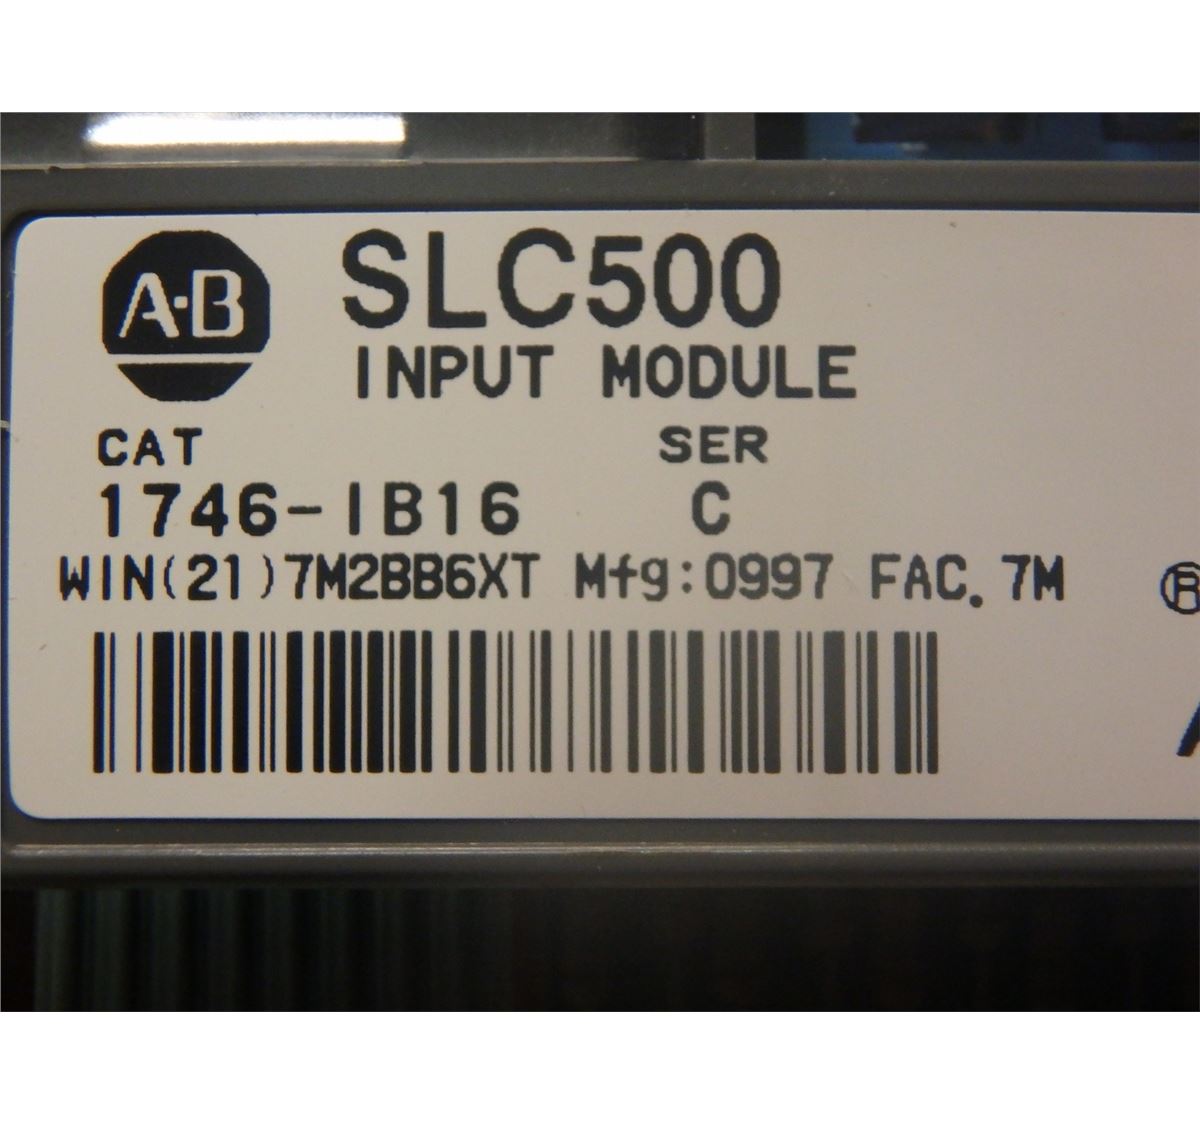 A-B
SLC500
INPUT MODULE
CAT SER
1746-IB16 C
WIN(21)7M2BB6XT Mfg:0997 FAC. 7M
®